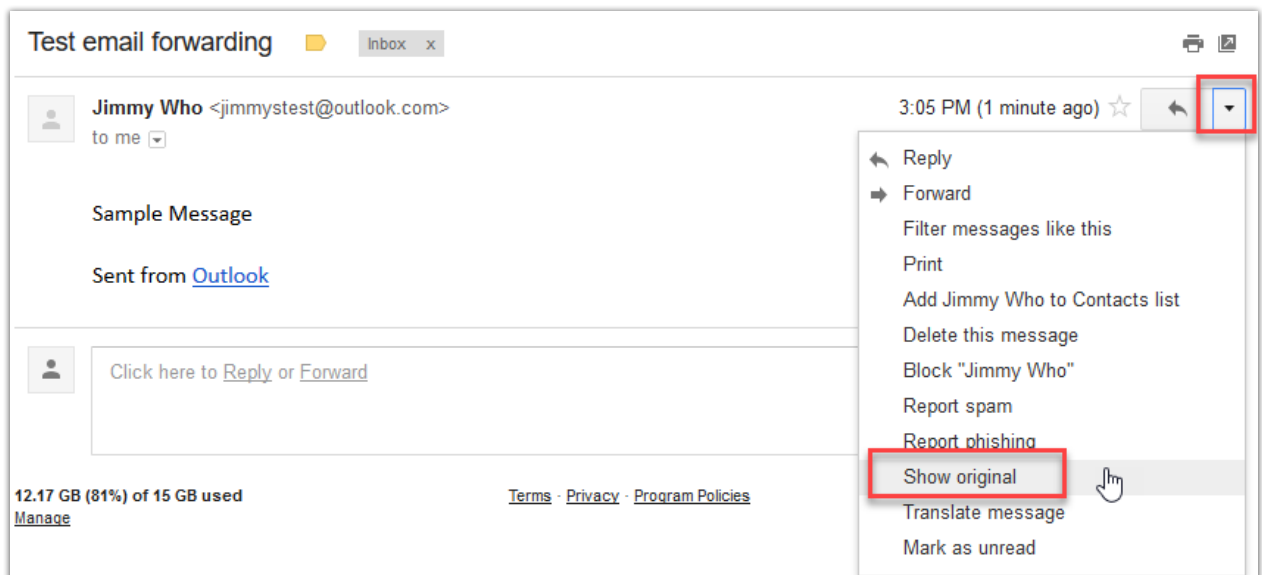 Test email forwarding
Inbox x
Jimmy Who <jimmystest@outlook.com>
3:05 PM (1 minute ago)
to me
Reply
Forward
Filter messages like this
Print
Add Jimmy Who to Contacts list
Delete this message
Block "Jimmy Who"
Report spam
Report phishing
Show original
Translate message
Mark as unread
Sample Message
Sent from Outlook
Click here to Reply or Forward
12.17 GB (81%) of 15 GB used
Manage
Terms · Privacy · Program Policies